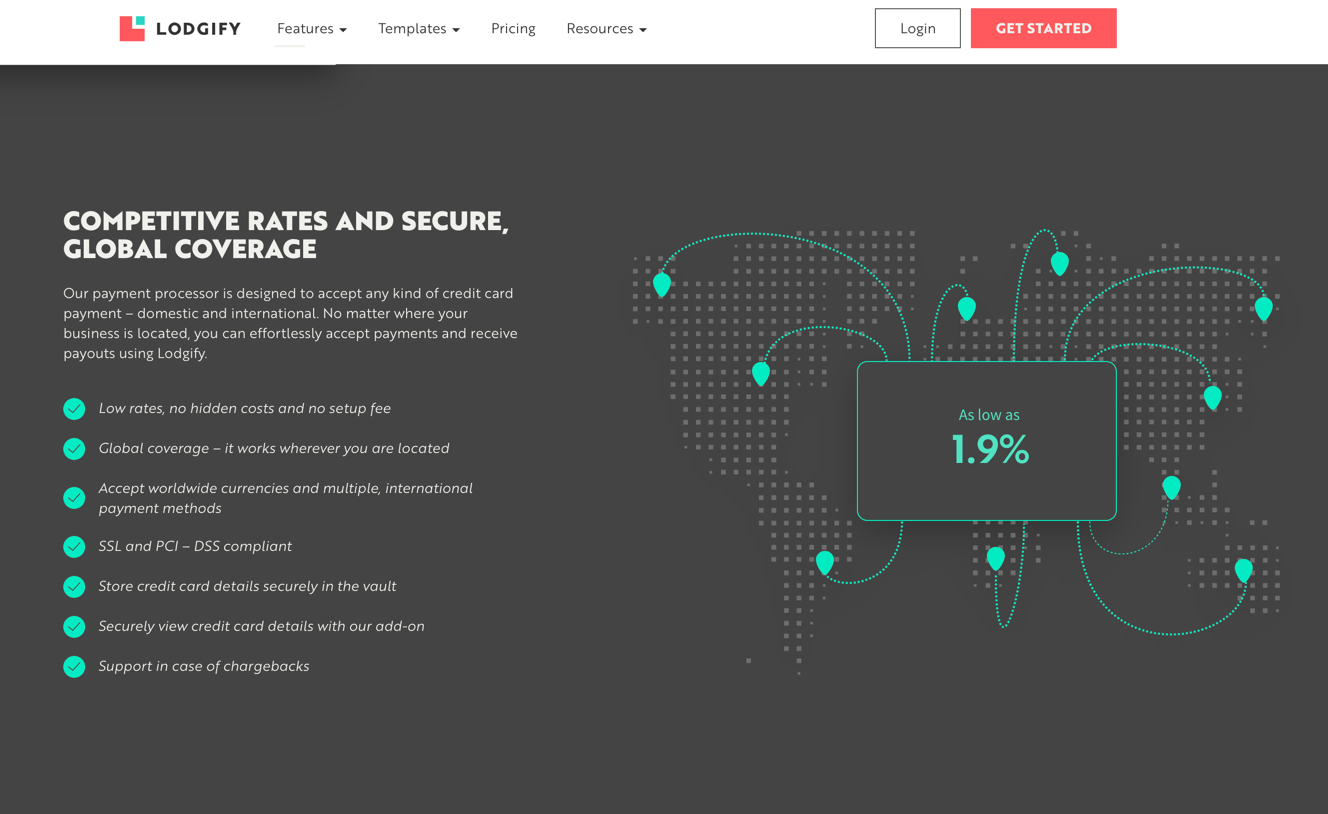 LODGIFY
Features
Templates
Pricing
Resources
Login
GET STARTED
COMPETITIVE RATES AND SECURE,
GLOBAL COVERAGE
Our payment processor is designed to accept any kind of credit card
payment – domestic and international. No matter where your
business is located, you can effortlessly accept payments and receive
payouts using Lodgify.
Low rates, no hidden costs and no setup fee
Global coverage – it works wherever you are located
Accept worldwide currencies and multiple, international
payment methods
SSL and PCI – DSS compliant
Store credit card details securely in the vault
Securely view credit card details with our add-on
Support in case of chargebacks
As low as
1.9%